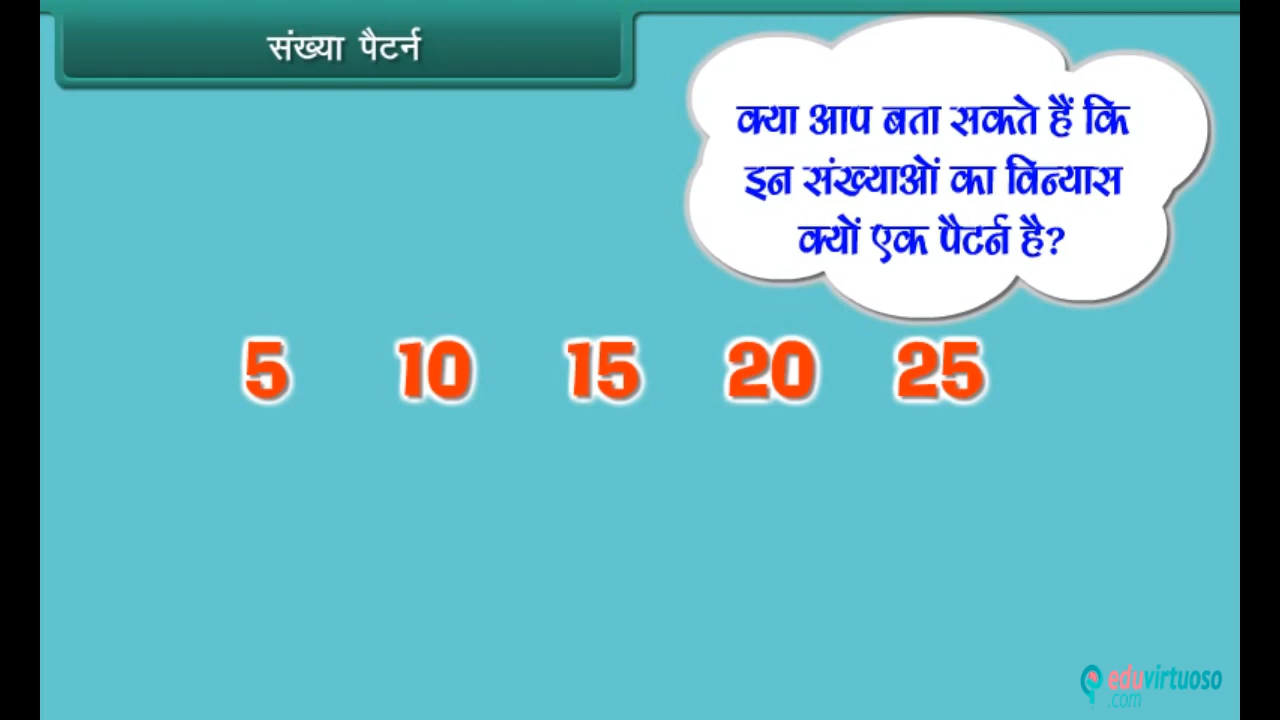 संख्या पैटर्न
क्या आप बता सकते हैं कि
इन संख्याओं का विन्यास
क्यों एक पैटर्न है?
5 10 15 20 25
eduvirtuoso
.com